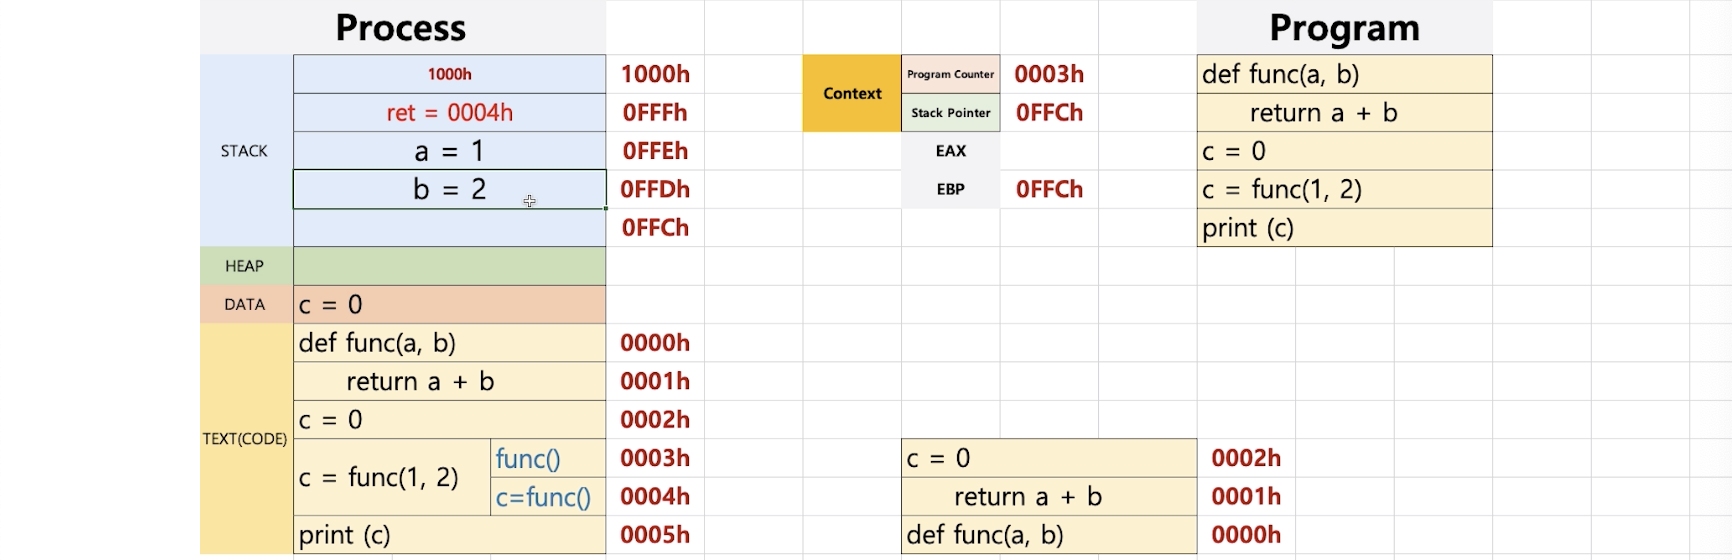 Process
Program
1000h
1000h
Context
Program Counter
0003h
def func(a, b)
ret = 0004h
0FFFh
Stack Pointer
0FFCh
return a + b
STACK
a = 1
0FFEh
EAX
c = 0
b = 2
0FFDh
EBP
0FFCh
c = func(1, 2)
0FFCh
print (c)
HEAP
DATA
c = 0
TEXT(CODE)
def func(a, b)
0000h
return a + b
0001h
c = 0
0002h
c = func(1, 2)
func()
0003h
c=func()
0004h
print (c)
0005h
c = 0
0002h
return a + b
0001h
def func(a, b)
0000h